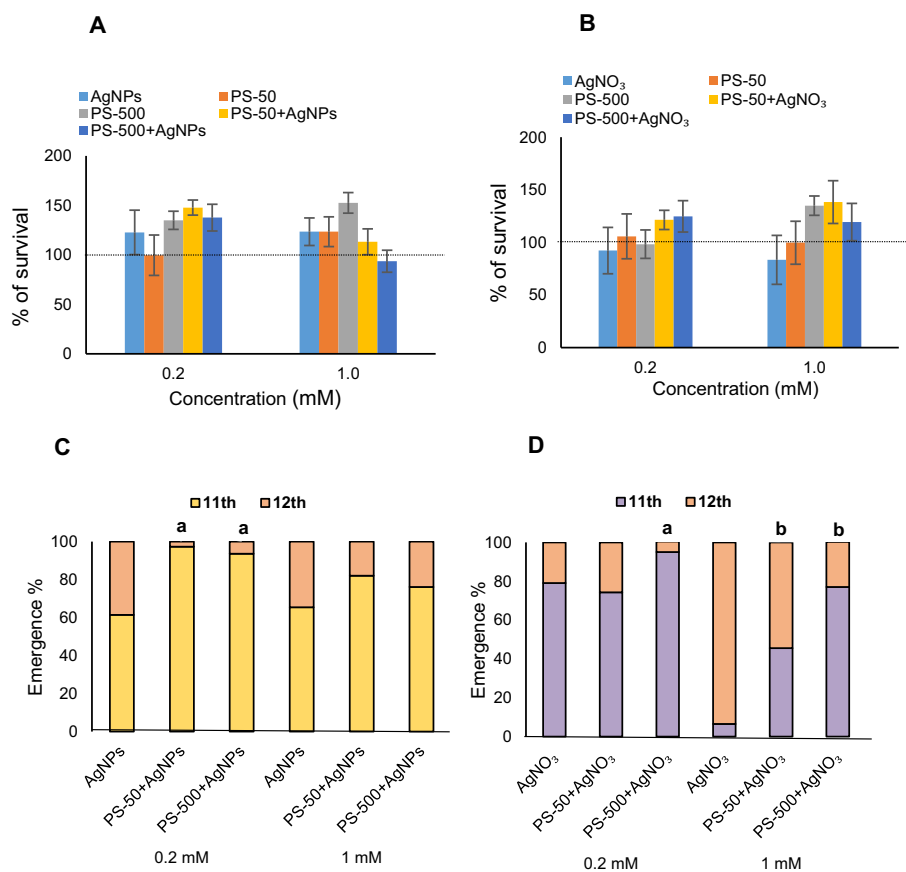 A
AgNPs PS-50
PS-500 PS-50+AgNPs
PS-500+AgNPs
200
150
100
50
0
% of survival
0.2 1.0
Concentration (mM)
B
AgNO₃ PS-50
PS-500 PS-50+AgNO₃
PS-500+AgNO₃
200
150
100
50
0
% of survival
0.2 1.0
Concentration (mM)
C
11th 12th
a a
100
80
60
40
20
0
Emergence %
AgNPs PS-50+AgNPs PS-500+AgNPs AgNPs PS-50+AgNPs PS-500+AgNPs
0.2 mM 1 mM
D
11th 12th
a b b
100
80
60
40
20
0
Emergence %
AgNO₃ PS-50+AgNO₃ PS-500+AgNO₃ AgNO₃ PS-50+AgNO₃ PS-500+AgNO₃
0.2 mM 1 mM